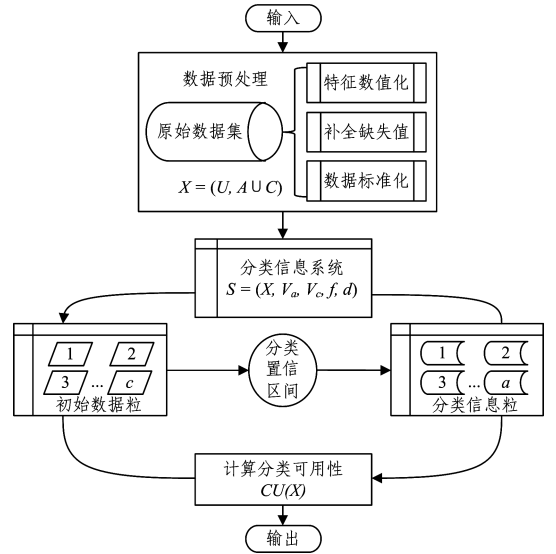 输入
数据预处理
原始数据集
X = (U, A∪C)
特征数值化
补全缺失值
数据标准化
分类信息系统
S = (X, Vₐ, V꜀, f, d)
1 2
3 ... c
初始数据粒
分类
置信
区间
1 2
3 ... a
分类信息粒
计算分类可用性
CU(X)
输出